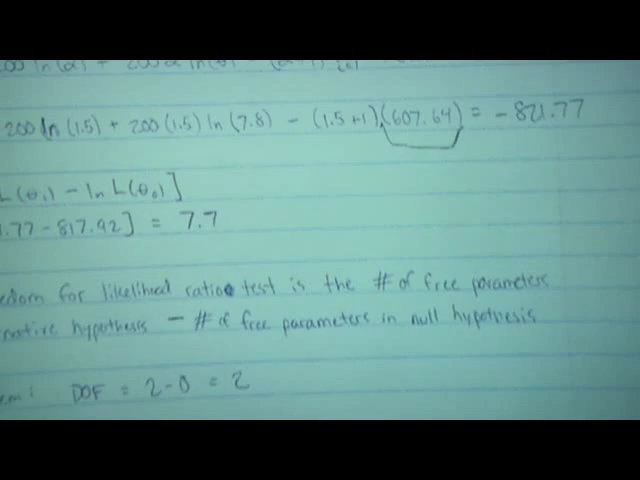 200 ln(1.5) + 200(1.5) ln(7.8) - (1.5+1)(607.64) = -821.77
L(θ,) - ln L(θ,)]
.77 - 817.92] = 7.7
edom for likelihood ratio test is the # of free parameters
native hypothesis - # of free parameters in null hypothesis
DOF = 2-0 = 2